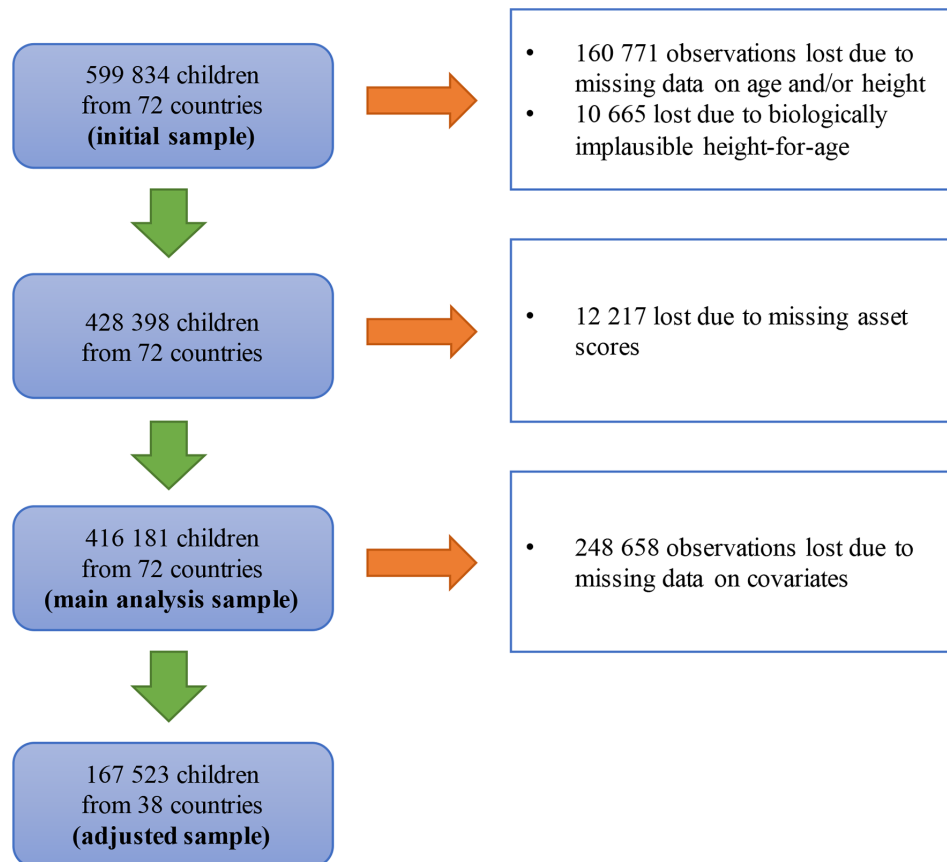 599 834 children
from 72 countries
(initial sample)
• 160 771 observations lost due to
missing data on age and/or height
• 10 665 lost due to biologically
implausible height-for-age
428 398 children
from 72 countries
• 12 217 lost due to missing asset
scores
416 181 children
from 72 countries
(main analysis sample)
• 248 658 observations lost due to
missing data on covariates
167 523 children
from 38 countries
(adjusted sample)